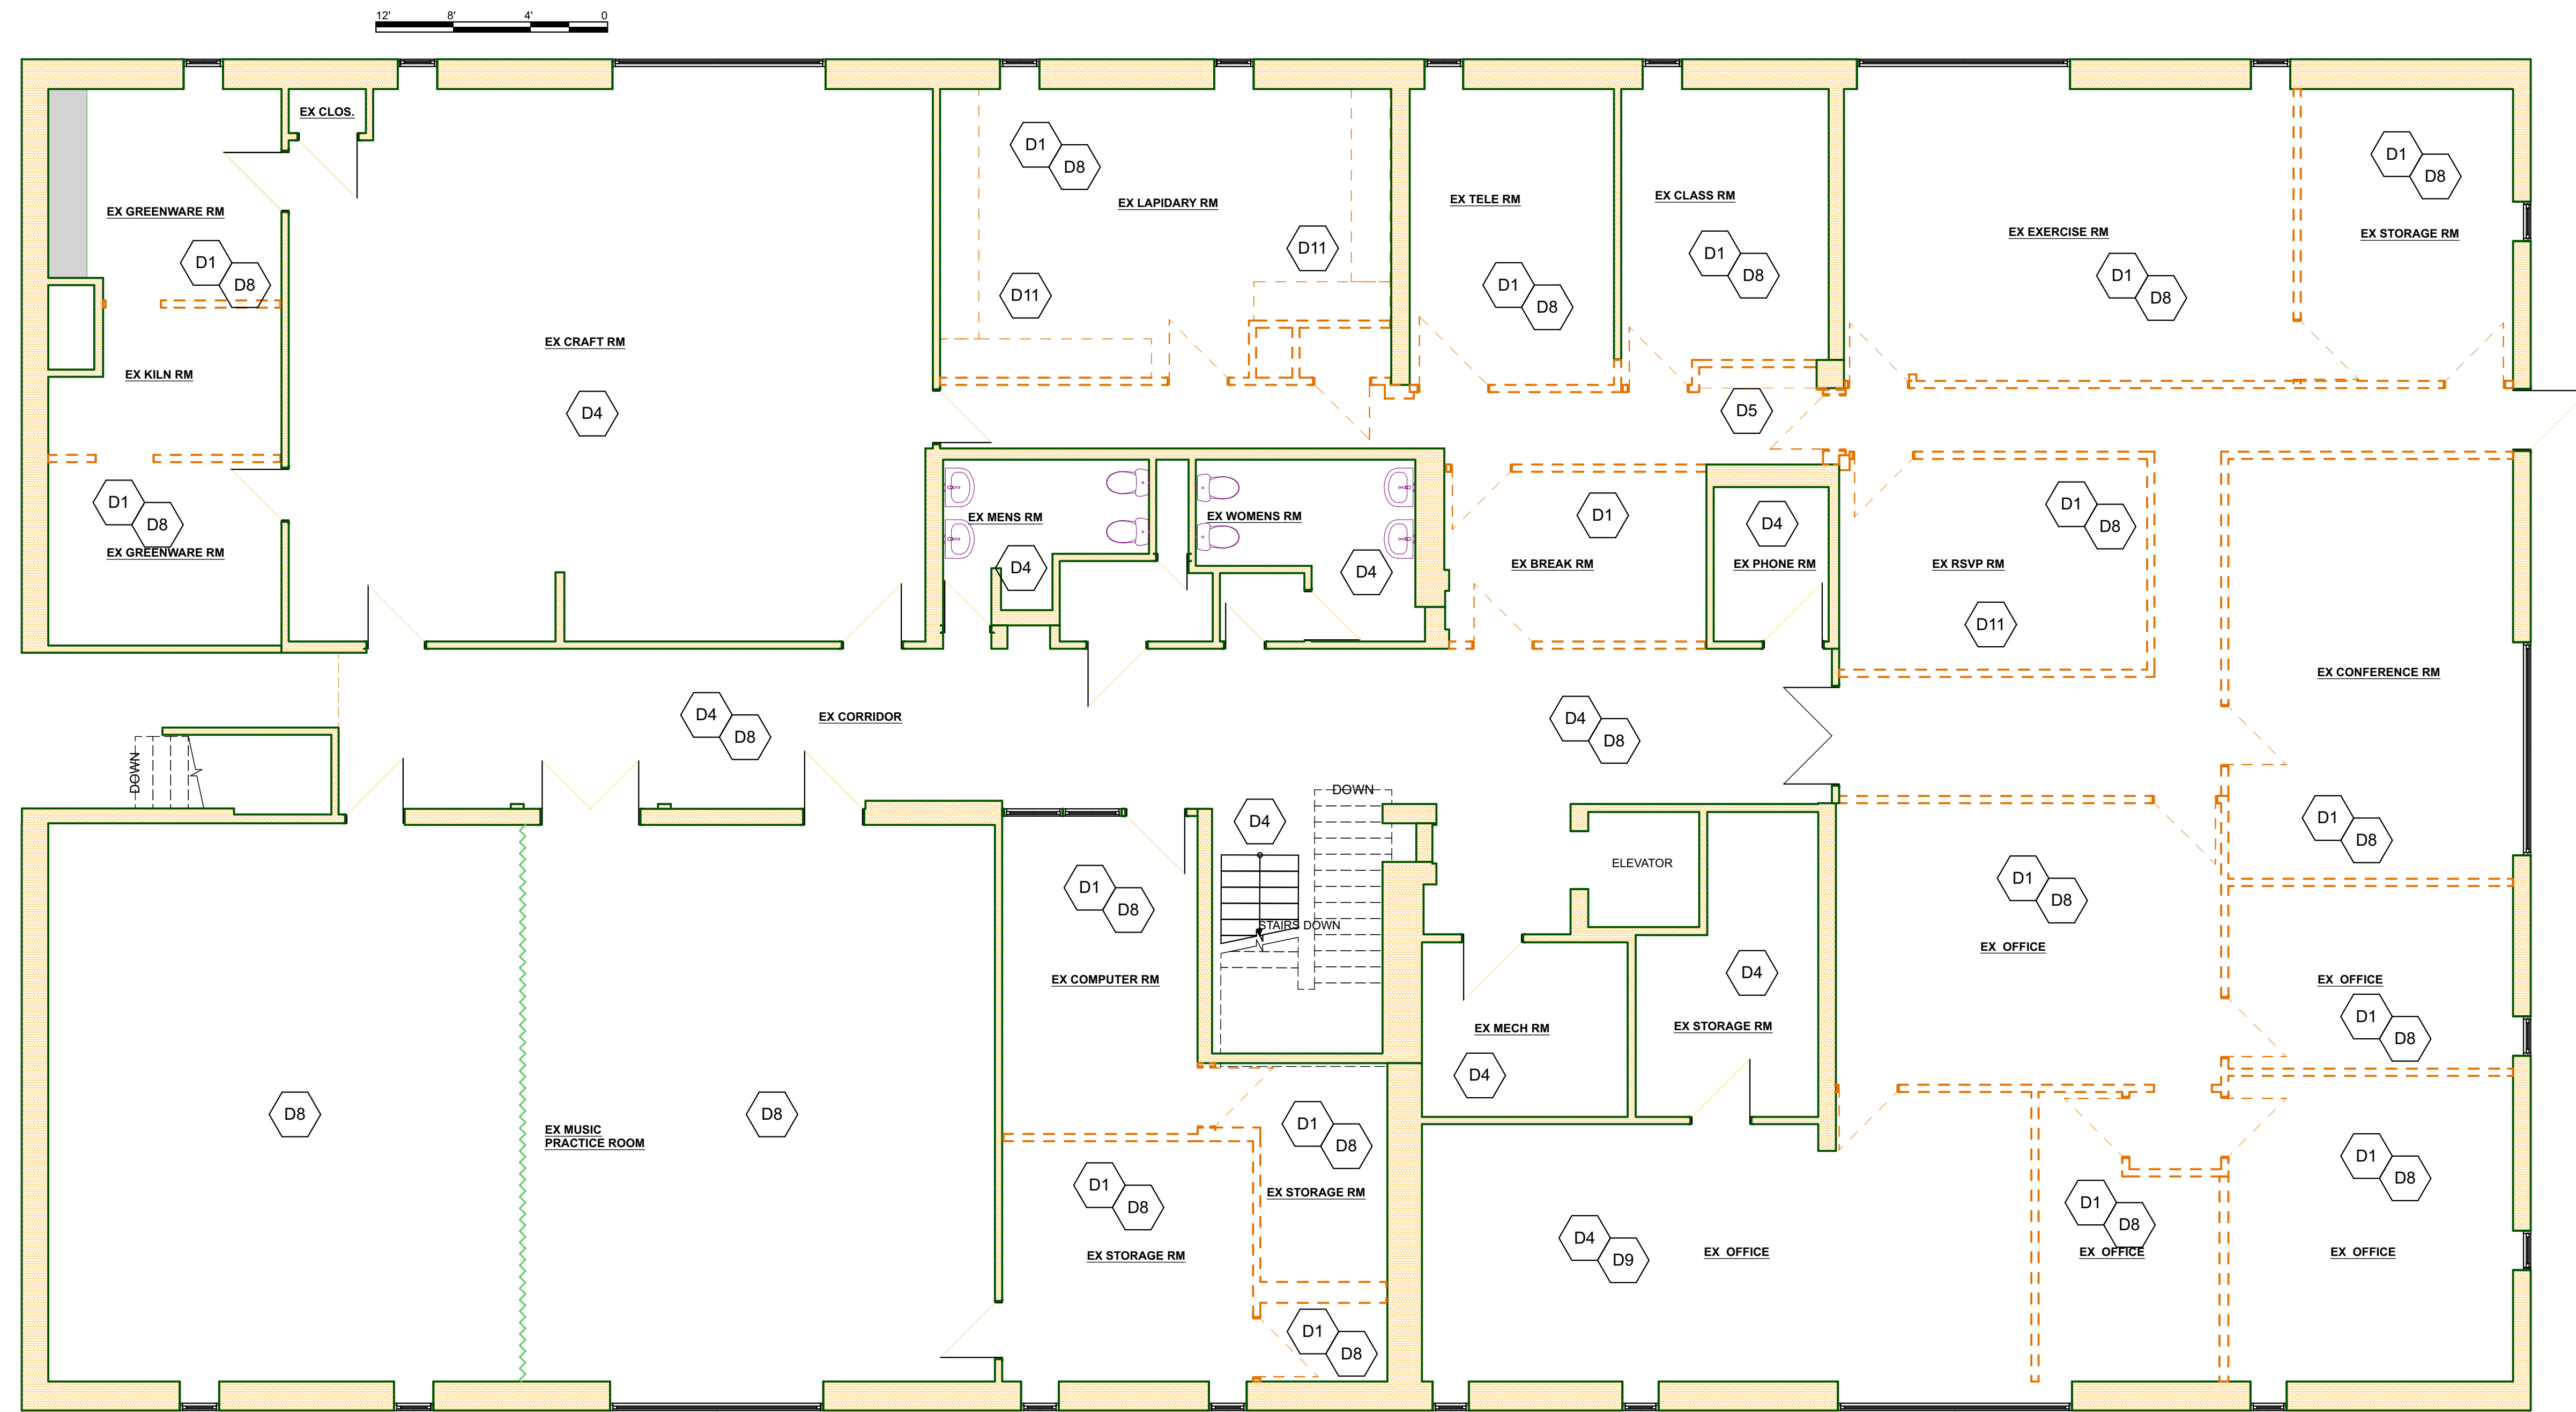 12' 8' 4' 0
EX CLOS.
D1
D8
EX GREENWARE RM
D1
D8
EX KILN RM
D1
D8
EX GREENWARE RM
EX CRAFT RM
D4
D1
D8
EX LAPIDARY RM
D11
D11
EX TELE RM
D1
D8
EX CLASS RM
D1
D8
D5
EX EXERCISE RM
D1
D8
EX STORAGE RM
EX MENS RM
D4
EX WOMENS RM
D4
D1
EX BREAK RM
D4
EX PHONE RM
D1
D8
EX RSVP RM
D11
EX CONFERENCE RM
D1
D8
DOWN
D4
D8
EX CORRIDOR
D4
D8
DOWN
D4
STAIRS DOWN
ELEVATOR
D1
D8
EX COMPUTER RM
D1
D8
EX OFFICE
EX OFFICE
D1
D8
D4
EX STORAGE RM
EX MECH RM
D4
D8
EX MUSIC
PRACTICE ROOM
D8
D1
D8
EX STORAGE RM
D1
D8
EX STORAGE RM
D1
D8
D4
D9
EX OFFICE
D1
D8
EX OFFICE
D1
D8
EX OFFICE